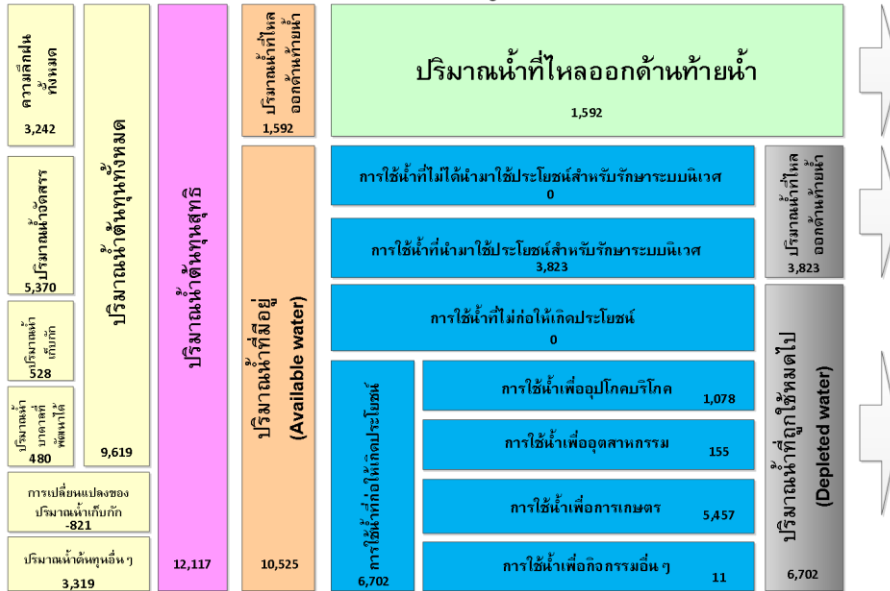 ความลึกฝน
ทั้งหมด
3,242
ปริมาณน้ำจัดสรร
5,370
ปริมาณน้ำ
เก็บกัก
528
ปริมาณน้ำ
บาดาลที่
พัฒนาได้
480
ปริมาณน้ำต้นทุนทั้งหมด
9,619
การเปลี่ยนแปลงของ
ปริมาณน้ำเก็บกัก
-821
ปริมาณน้ำต้นทุนอื่น ๆ
3,319
ปริมาณน้ำต้นทุนสุทธิ
12,117
ปริมาณน้ำที่ไหล
ออกด้านท้ายน้ำ
1,592
ปริมาณน้ำที่มีอยู่
(Available water)
10,525
ปริมาณน้ำที่ไหลออกด้านท้ายน้ำ
1,592
การใช้น้ำที่ไม่ได้นำมาใช้ประโยชน์สำหรับรักษาระบบนิเวศ
0
การใช้น้ำที่นำมาใช้ประโยชน์สำหรับรักษาระบบนิเวศ
3,823
การใช้น้ำที่ไม่ก่อให้เกิดประโยชน์
0
การใช้น้ำที่ก่อให้เกิดประโยชน์
6,702
การใช้น้ำเพื่ออุปโภคบริโภค
1,078
การใช้น้ำเพื่ออุตสาหกรรม
155
การใช้น้ำเพื่อการเกษตร
5,457
การใช้น้ำเพื่อกิจกรรมอื่น ๆ
11
ปริมาณน้ำที่ไหล
ออกด้านท้ายน้ำ
3,823
ปริมาณน้ำที่ถูกใช้หมดไป
(Depleted water)
6,702